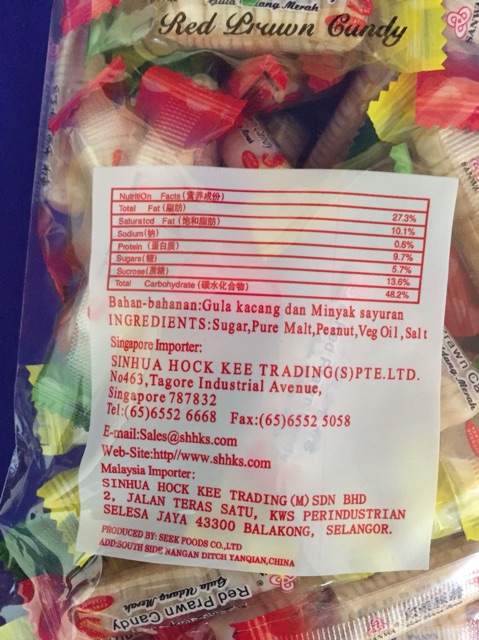 Gula Udang Merah
Red Prawn Candy
NutritiOn Facts (营养成份)
Total Fat (脂肪) 27.3%
Saturated Fat (饱和脂肪) 10.1%
Sodium (钠) 0.6%
Protein (蛋白质) 9.7%
Sugars (糖) 5.7%
Sucrose (蔗糖) 13.6%
Total Carbohydrate (碳水化合物) 48.2%
Bahan-bahanan:Gula kacang dan Minyak sayuran
INGREDIENTS:Sugar,Pure Malt,Peanut,Veg Oil,Salt
Singapore Importer:
SINHUA HOCK KEE TRADING(S)PTE.LTD.
No463,Tagore Industrial Avenue,
Singapore 787832
Tel:(65)6552 6668 Fax:(65)6552 5058
E-mail:Sales@shhks.com
Web-Site:http//www.shhks.com
Malaysia Importer:
SINHUA HOCK KEE TRADING (M) SDN BHD
2, JALAN TERAS SATU, KWS PERINDUSTRIAN
SELESA JAYA 43300 BALAKONG, SELANGOR.
PRODUCED BY: SEEK FOODS CO.,LTD
ADD:SOUTH SIDE NANGAN DITCH YANQIAN,CHINA
Red Prawn Candy
Gula Udang Merah